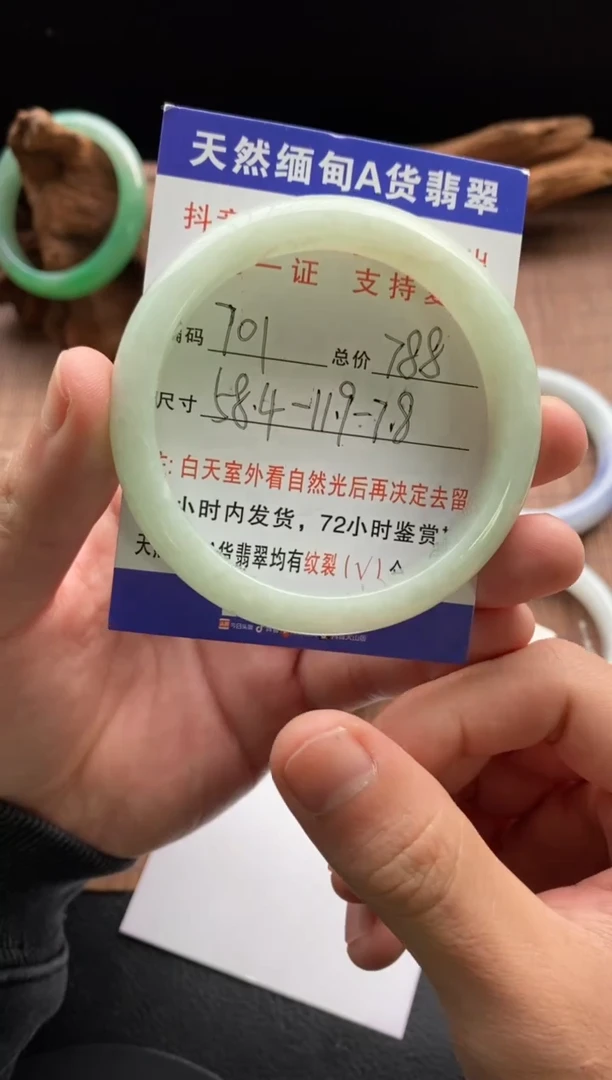 天然缅甸A货翡翠
抖
一证 支持
码 701 总价 788
尺寸 58.4-11.9-7.8
: 白天室外看自然光后再决定去留
小时内发货，72小时鉴赏
天 A货翡翠均有纹裂(√)